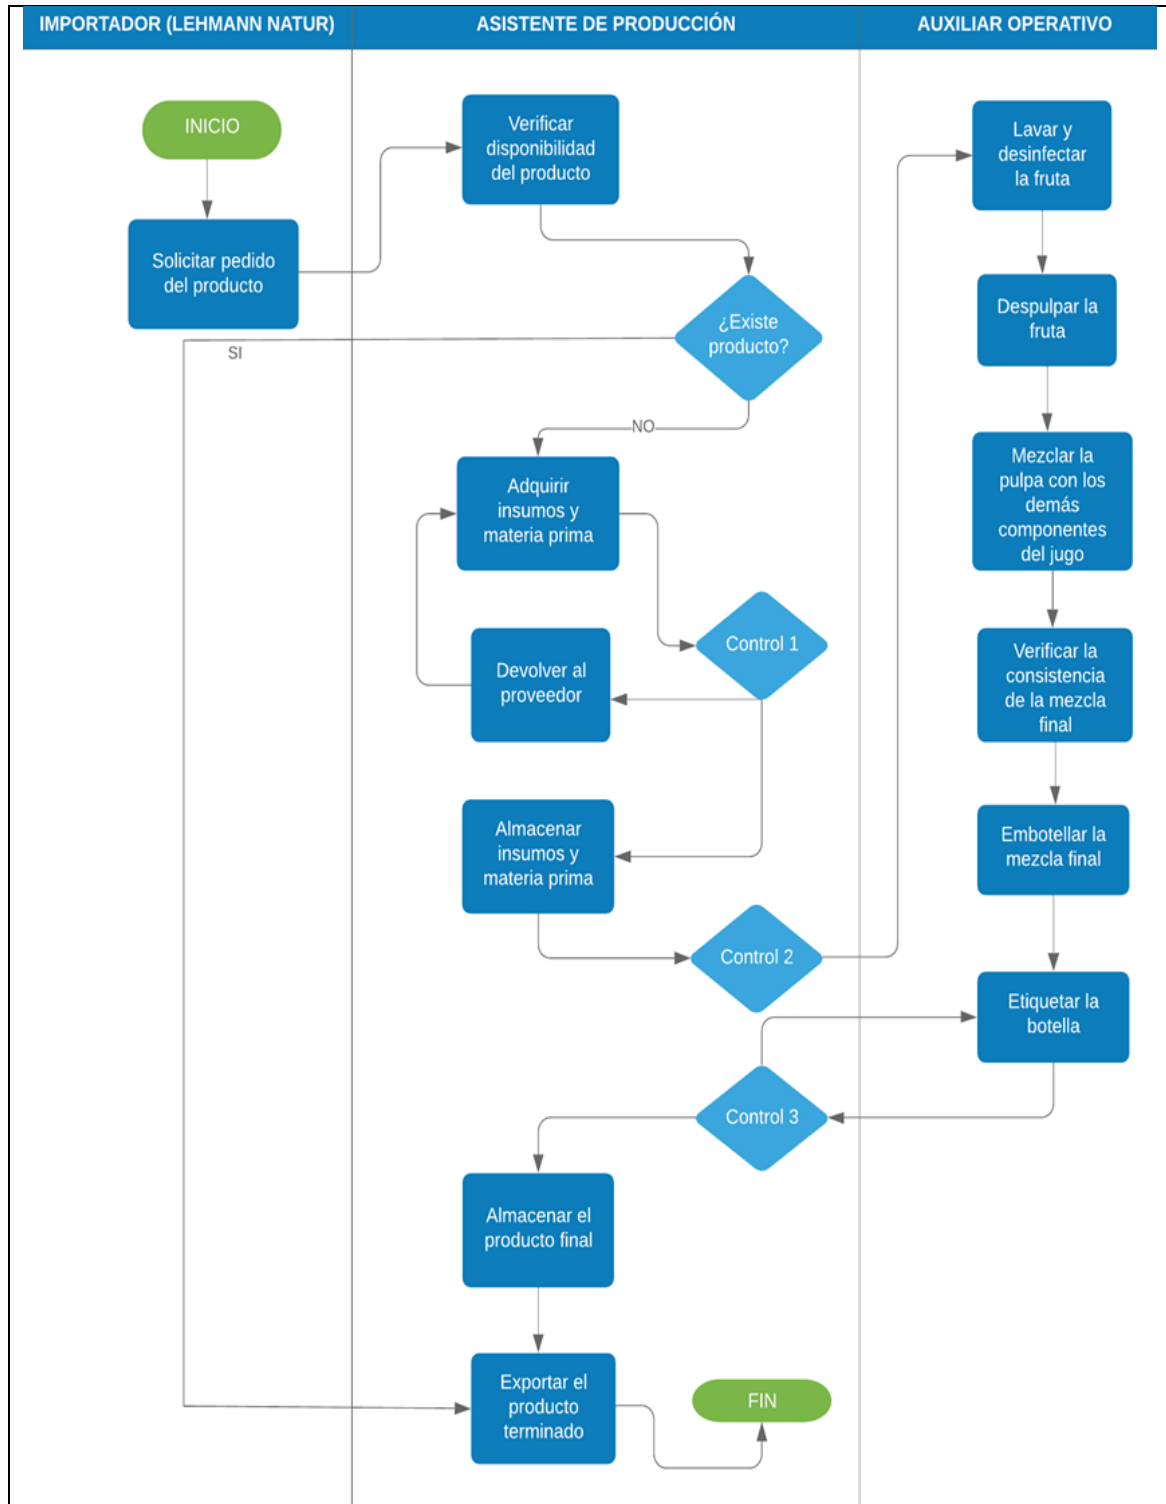 IMPORTADOR (LEHMANN NATUR)
ASISTENTE DE PRODUCCIÓN
AUXILIAR OPERATIVO
INICIO
Solicitar pedido
del producto
Verificar
disponibilidad
del producto
¿Existe
producto?
SI
NO
Adquirir
insumos y
materia prima
Control 1
Devolver al
proveedor
Almacenar
insumos y
materia prima
Control 2
Lavar y
desinfectar
la fruta
Despulpar la
fruta
Mezclar la
pulpa con los
demás
componentes
del jugo
Verificar la
consistencia
de la mezcla
final
Embotellar la
mezcla final
Etiquetar la
botella
Control 3
Almacenar el
producto final
Exportar el
producto
terminado
FIN